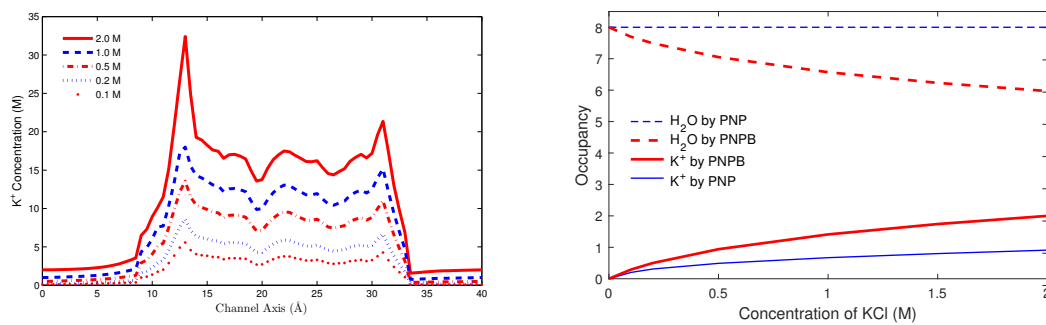 35
30
25
20
15
10
5
0
K⁺ Concentration (M)
2.0 M
1.0 M
0.5 M
0.2 M
0.1 M
0 5 10 15 20 25 30 35 40
Channel Axis (Å)
8
7
6
5
4
3
2
1
0
Occupancy
H₂O by PNP
H₂O by PNPB
K⁺ by PNPB
K⁺ by PNP
0 0.5 1 1.5 2
Concentration of KCl (M)